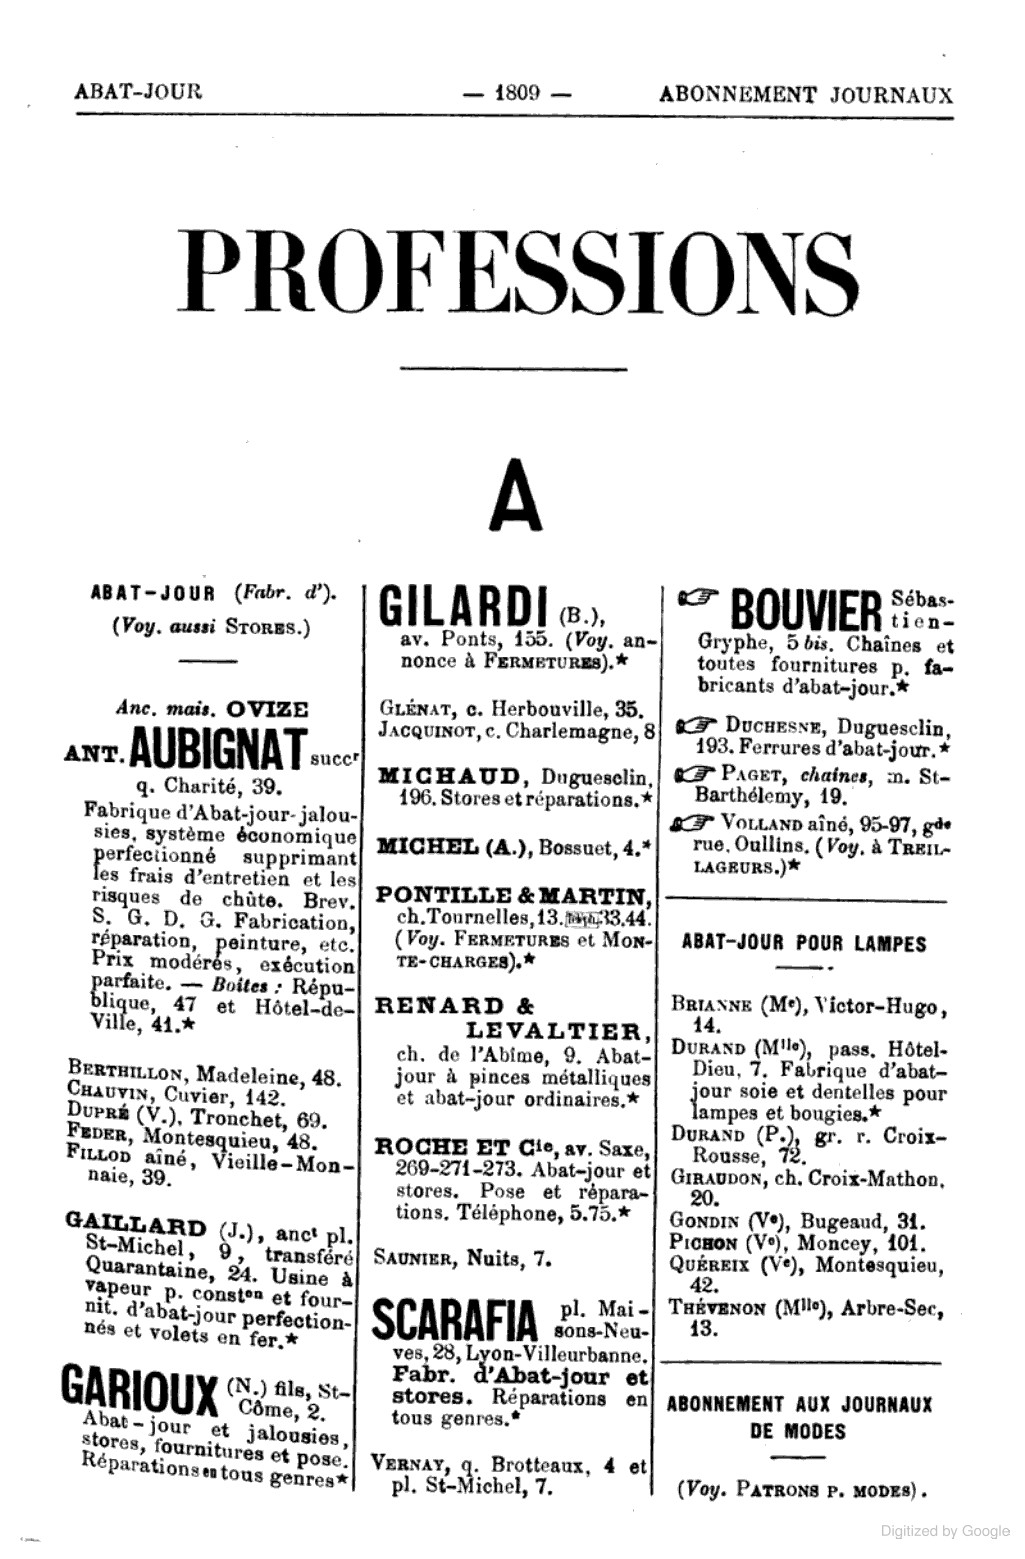 ABAT-JOUR — 1809 — ABONNEMENT JOURNAUX
PROFESSIONS
A
ABAT-JOUR (Fabr. d').
(Voy. aussi STORES.)
Anc. mais. OVIZE
ANT. AUBIGNAT succr
q. Charité, 39.
Fabrique d'Abat-jour-jalou-
sies, système économique
perfectionné supprimant
les frais d'entretien et les
risques de chûte. Brev.
S. G. D. G. Fabrication,
réparation, peinture, etc.
Prix modérés, exécution
parfaite. — Boites : Répu-
blique, 47 et Hôtel-de-
Ville, 41.★
BERTHILLON, Madeleine, 48.
CHAUVIN, Cuvier, 142.
DUPRÉ (V.), Tronchet, 69.
FEDER, Montesquieu, 48.
FILLOD aîné, Vieille-Mon-
naie, 39.
GAILLARD (J.), anct pl.
St-Michel, 9, transféré
Quarantaine, 24. Usine à
vapeur p. conston et four-
nit. d'abat-jour perfection-
nés et volets en fer.★
GARIOUX (N.) fils, St-
Côme, 2.
Abat-jour et jalousies,
stores, fournitures et pose.
Réparations en tous genres★
GILARDI (B.),
av. Ponts, 155. (Voy. an-
nonce à FERMETURES).★
GLÉNAT, c. Herbouville, 35.
JACQUINOT, c. Charlemagne, 8
MICHAUD, Duguesclin,
196. Stores et réparations.★
MICHEL (A.), Bossuet, 4.★
PONTILLE & MARTIN,
ch. Tournelles, 13. 33.44.
(Voy. FERMETURES et MON-
TE-CHARGES).★
RENARD &
LEVALTIER,
ch. de l'Abîme, 9. Abat-
jour à pinces métalliques
et abat-jour ordinaires.★
ROCHE ET Cie, av. Saxe,
269-271-273. Abat-jour et
stores. Pose et répara-
tions. Téléphone, 5.75.★
SAUNIER, Nuits, 7.
SCARAFIA pl. Mai-
sons-Neu-
ves, 28, Lyon-Villeurbanne.
Fabr. d'Abat-jour et
stores. Réparations en
tous genres.★
VERNAY, q. Brotteaux, 4 et
pl. St-Michel, 7.
☞ BOUVIER Sébas-
tien-
Gryphe, 5 bis. Chaînes et
toutes fournitures p. fa-
bricants d'abat-jour.★
☞ DUCHESNE, Duguesclin,
193. Ferrures d'abat-jour.★
☞ PAGET, chaînes, m. St-
Barthélemy, 19.
☞ VOLLAND aîné, 95-97, gde
rue, Oullins. (Voy. à TREIL-
LAGEURS.)★
ABAT-JOUR POUR LAMPES
BRIANNE (Me), Victor-Hugo,
14.
DURAND (Mlle), pass. Hôtel-
Dieu, 7. Fabrique d'abat-
jour soie et dentelles pour
lampes et bougies.★
DURAND (P.), gr. r. Croix-
Rousse, 72.
GIRAUDON, ch. Croix-Mathon,
20.
GONDIN (Ve), Bugeaud, 31.
PICHON (Ve), Moncey, 101.
QUÉREIX (Ve), Montesquieu,
42.
THÉVENON (Mlle), Arbre-Sec,
13.
ABONNEMENT AUX JOURNAUX
DE MODES
(Voy. PATRONS P. MODES).
Digitized by Google